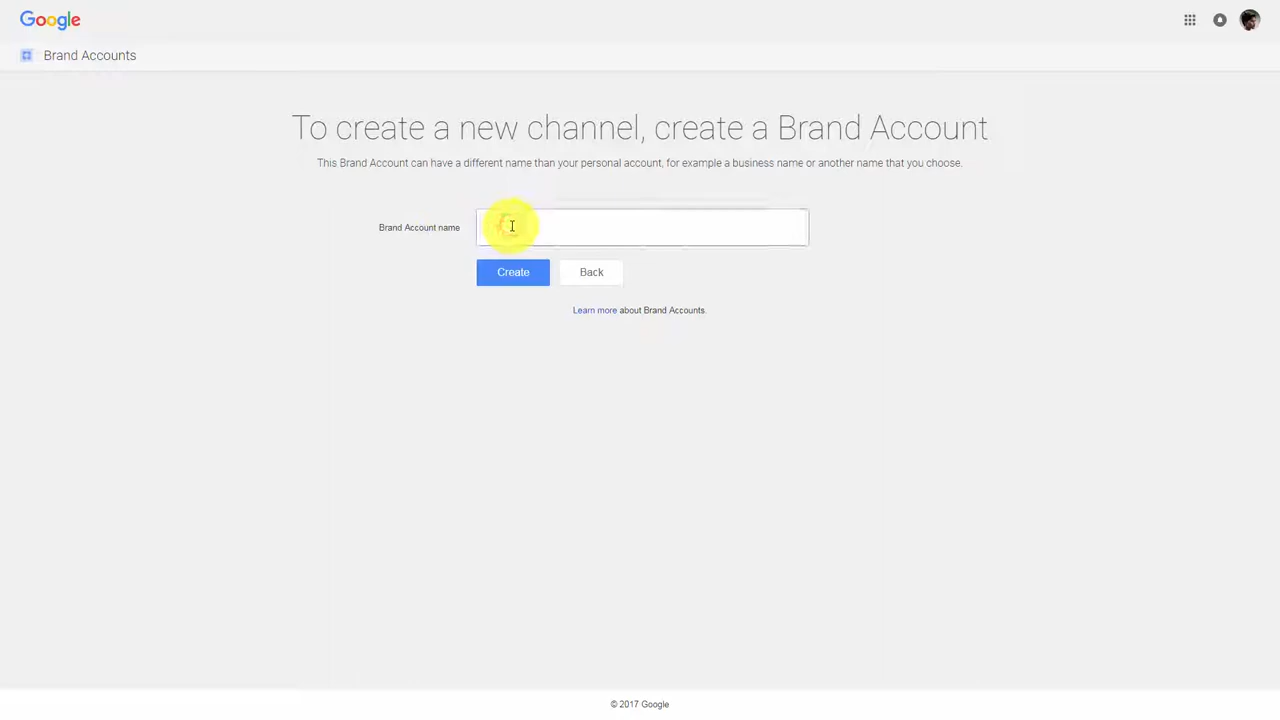 Google
Brand Accounts
To create a new channel, create a Brand Account
This Brand Account can have a different name than your personal account, for example a business name or another name that you choose.
Brand Account name
Create Back
Learn more about Brand Accounts.
© 2017 Google